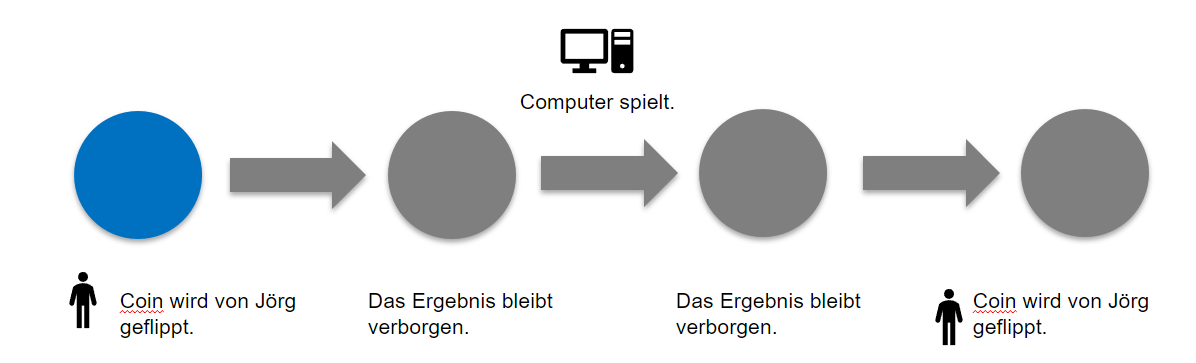 Computer spielt.
Coin wird von Jörg
geflippt.
Das Ergebnis bleibt
verborgen.
Das Ergebnis bleibt
verborgen.
Coin wird von Jörg
geflippt.